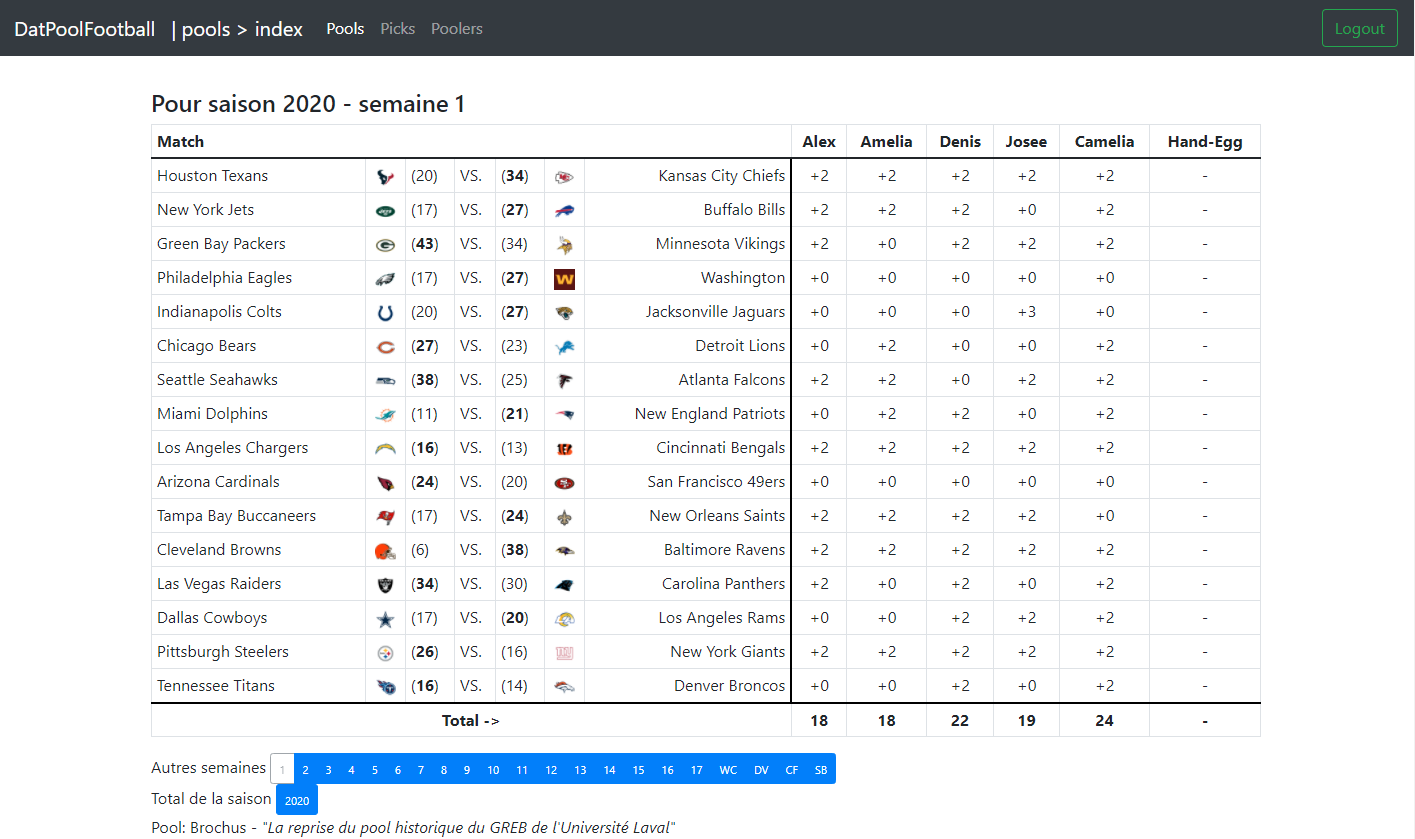 DatPoolFootball | pools > index Pools Picks Poolers Logout
Pour saison 2020 - semaine 1
Match Alex Amelia Denis Josee Camelia Hand-Egg
Houston Texans (20) VS. (34) Kansas City Chiefs +2 +2 +2 +2 +2 -
New York Jets (17) VS. (27) Buffalo Bills +2 +2 +2 +0 +2 -
Green Bay Packers (43) VS. (34) Minnesota Vikings +2 +0 +2 +2 +2 -
Philadelphia Eagles (17) VS. (27) Washington +0 +0 +0 +0 +0 -
Indianapolis Colts (20) VS. (27) Jacksonville Jaguars +0 +0 +0 +3 +0 -
Chicago Bears (27) VS. (23) Detroit Lions +0 +2 +0 +0 +2 -
Seattle Seahawks (38) VS. (25) Atlanta Falcons +2 +2 +0 +2 +2 -
Miami Dolphins (11) VS. (21) New England Patriots +0 +2 +2 +0 +2 -
Los Angeles Chargers (16) VS. (13) Cincinnati Bengals +2 +2 +2 +2 +2 -
Arizona Cardinals (24) VS. (20) San Francisco 49ers +0 +0 +0 +0 +0 -
Tampa Bay Buccaneers (17) VS. (24) New Orleans Saints +2 +2 +2 +2 +0 -
Cleveland Browns (6) VS. (38) Baltimore Ravens +2 +2 +2 +2 +2 -
Las Vegas Raiders (34) VS. (30) Carolina Panthers +2 +0 +2 +0 +2 -
Dallas Cowboys (17) VS. (20) Los Angeles Rams +0 +0 +2 +2 +2 -
Pittsburgh Steelers (26) VS. (16) New York Giants +2 +2 +2 +2 +2 -
Tennessee Titans (16) VS. (14) Denver Broncos +0 +0 +2 +0 +2 -
Total -> 18 18 22 19 24 -
Autres semaines 1 2 3 4 5 6 7 8 9 10 11 12 13 14 15 16 17 WC DV CF SB
Total de la saison 2020
Pool: Brochus - "La reprise du pool historique du GREB de l'Université Laval"